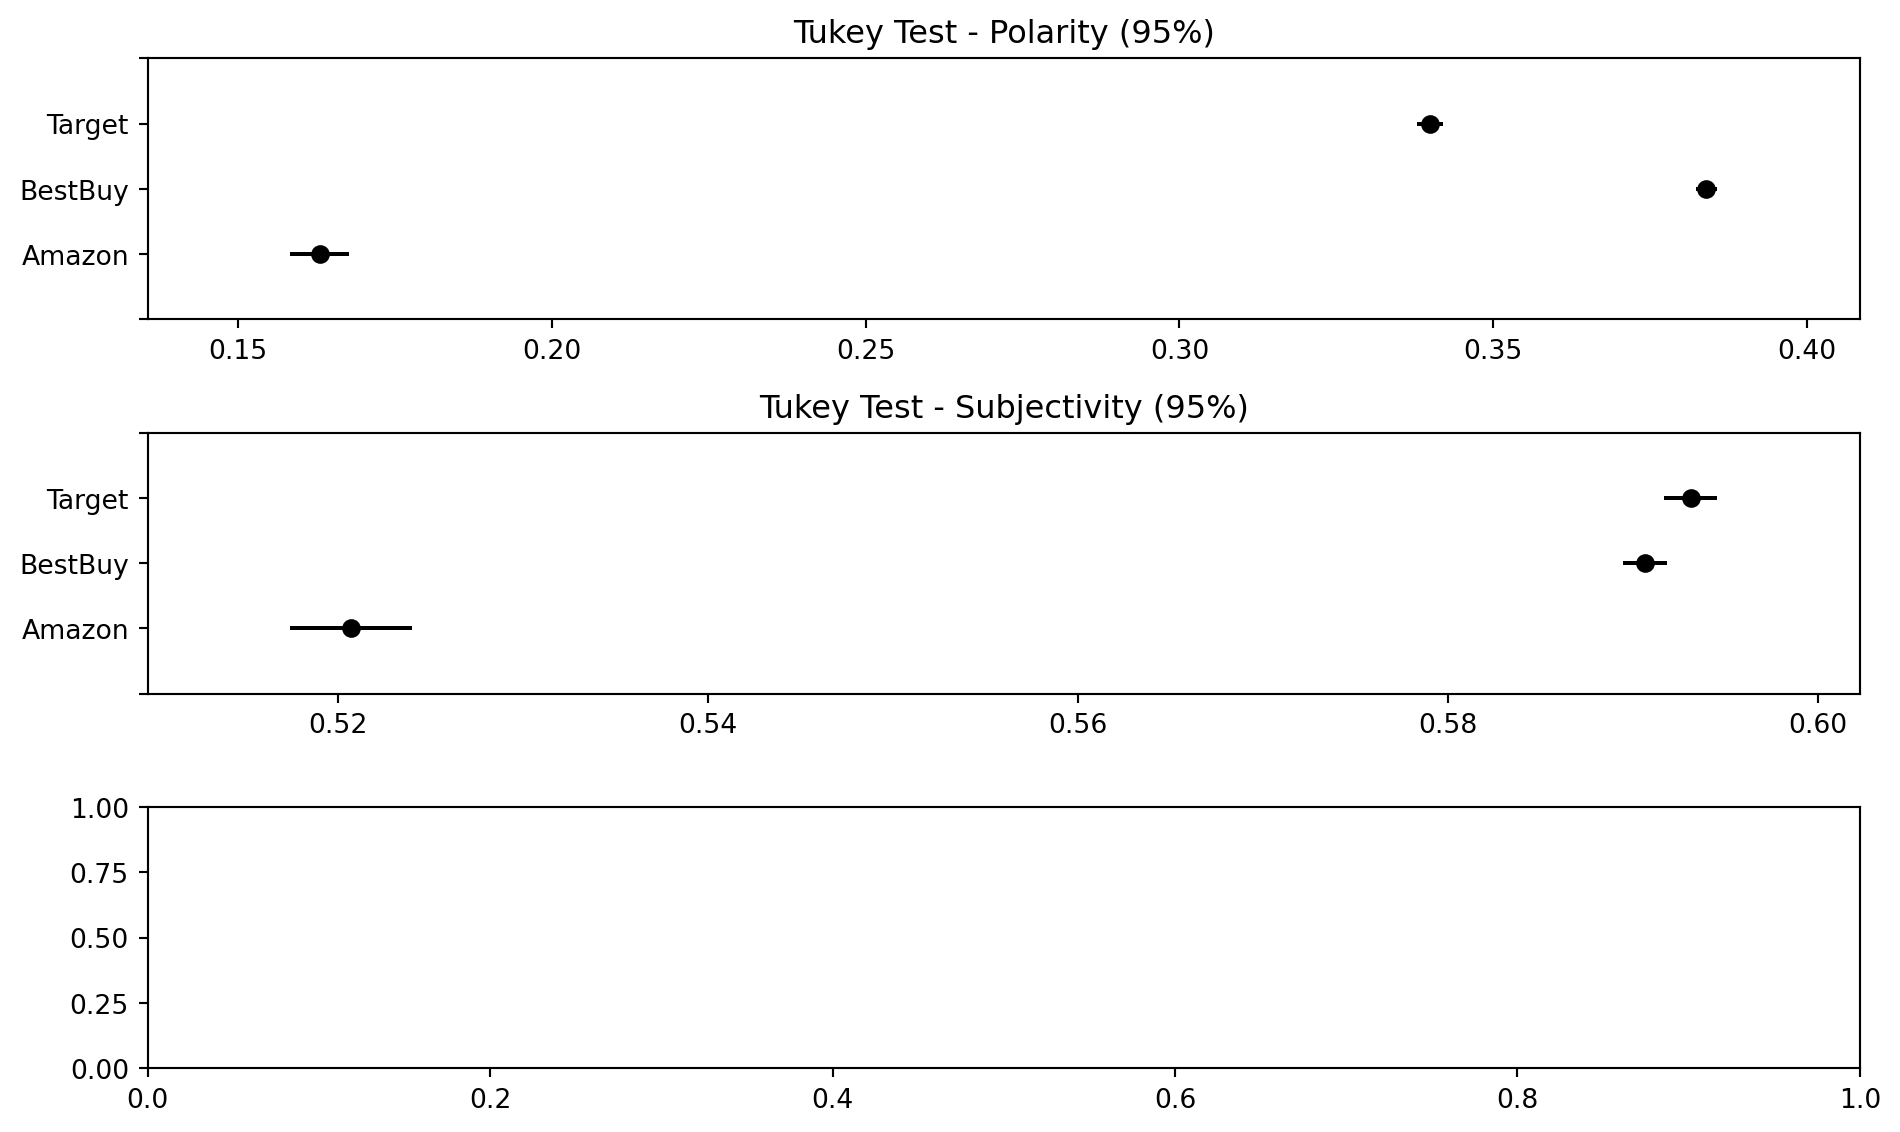 Tukey Test - Polarity (95%)
Target
BestBuy
Amazon
0.15 0.20 0.25 0.30 0.35 0.40
Tukey Test - Subjectivity (95%)
Target
BestBuy
Amazon
0.52 0.54 0.56 0.58 0.60
1.00
0.75
0.50
0.25
0.00
0.0 0.2 0.4 0.6 0.8 1.0